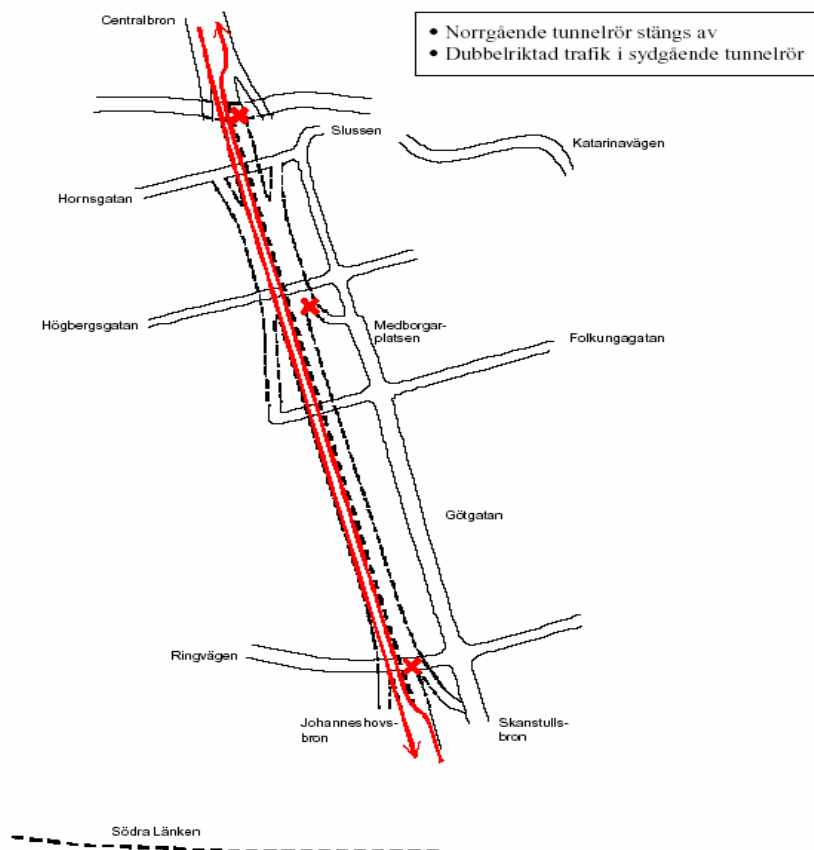 Centralbron
• Norrgående tunnelrör stängs av
• Dubbelriktad trafik i sydgående tunnelrör
Slussen
Katarinavägen
Hornsgatan
Högbergsgatan
Medborgar-
platsen
Folkungagatan
Götgatan
Ringvägen
Johanneshovs-
bron
Skanstulls-
bron
Södra Länken